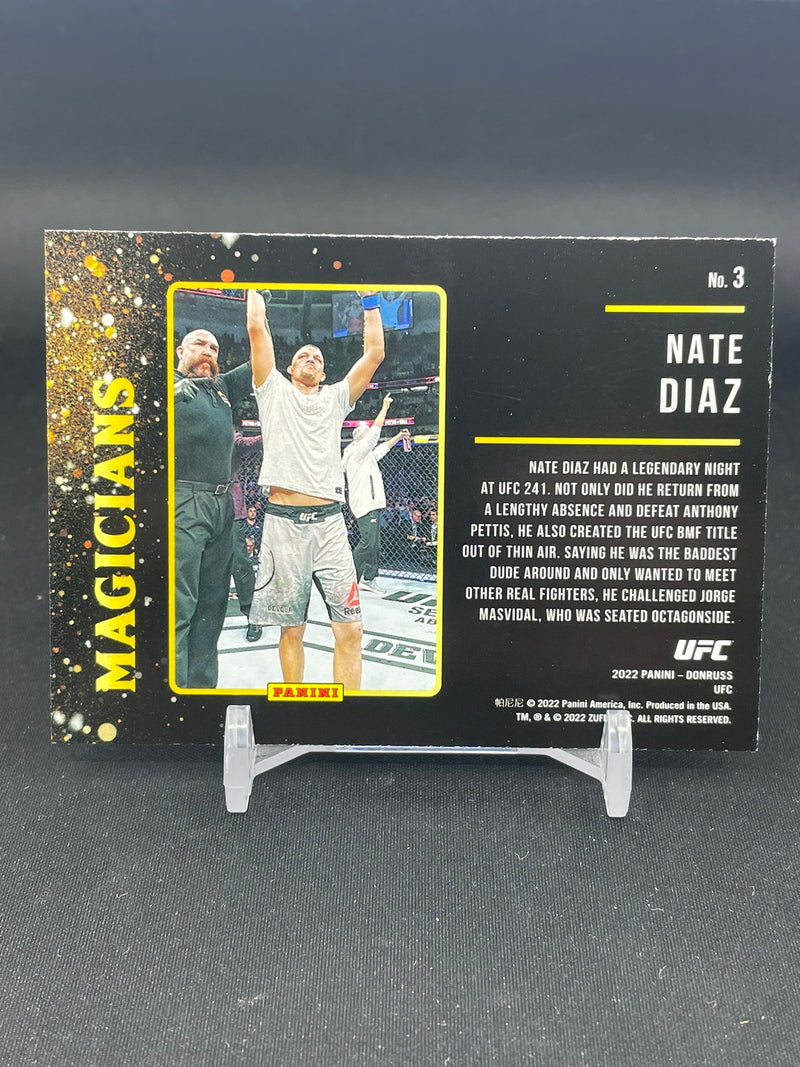 MAGICIANS
No. 3
NATE
DIAZ
NATE DIAZ HAD A LEGENDARY NIGHT
AT UFC 241. NOT ONLY DID HE RETURN FROM
A LENGTHY ABSENCE AND DEFEAT ANTHONY
PETTIS, HE ALSO CREATED THE UFC BMF TITLE
OUT OF THIN AIR. SAYING HE WAS THE BADDEST
DUDE AROUND AND ONLY WANTED TO MEET
OTHER REAL FIGHTERS, HE CHALLENGED JORGE
MASVIDAL, WHO WAS SEATED OCTAGONSIDE.
UFC
2022 PANINI – DONRUSS
UFC
帕尼尼 © 2022 Panini America, Inc. Produced in the USA.
TM, ® & © 2022 ALL RIGHTS RESERVED.
UFC
Reebok
PANINI